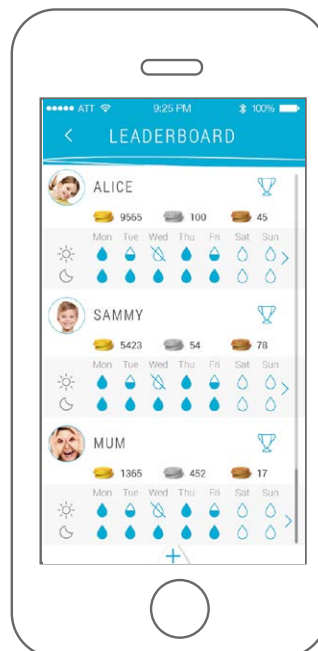 ATT 9:25 PM 100%
< LEADERBOARD
ALICE
9565 100 45
Mon Tue Wed Thu Fri Sat Sun
SAMMY
5423 54 78
Mon Tue Wed Thu Fri Sat Sun
MUM
1365 452 17
Mon Tue Wed Thu Fri Sat Sun
+